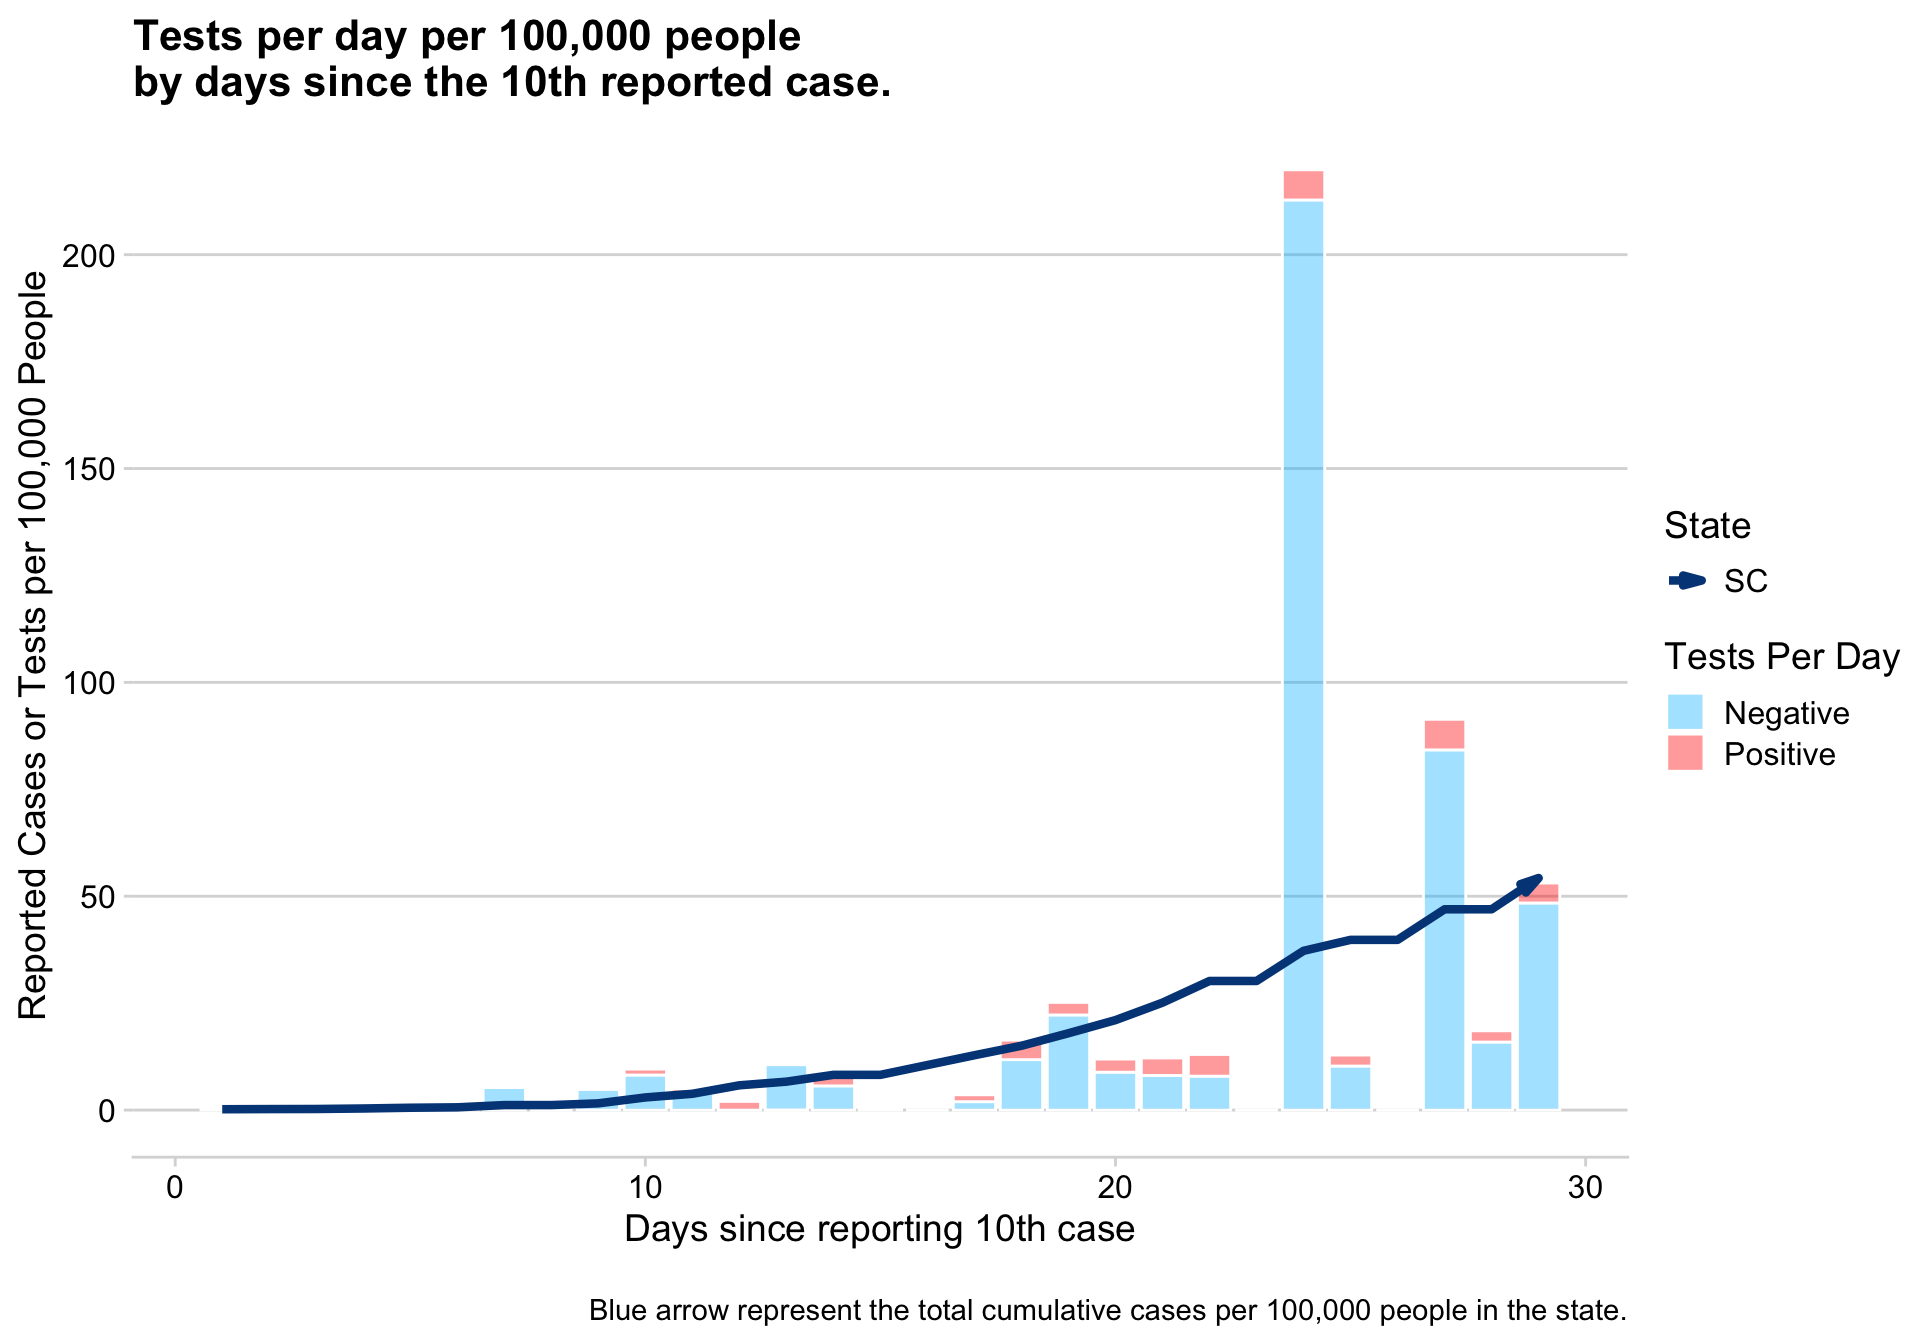 Tests per day per 100,000 people
by days since the 10th reported case.
Reported Cases or Tests per 100,000 People
200
150
100
50
0
0
10
20
30
Days since reporting 10th case
State
SC
Tests Per Day
Negative
Positive
Blue arrow represent the total cumulative cases per 100,000 people in the state.